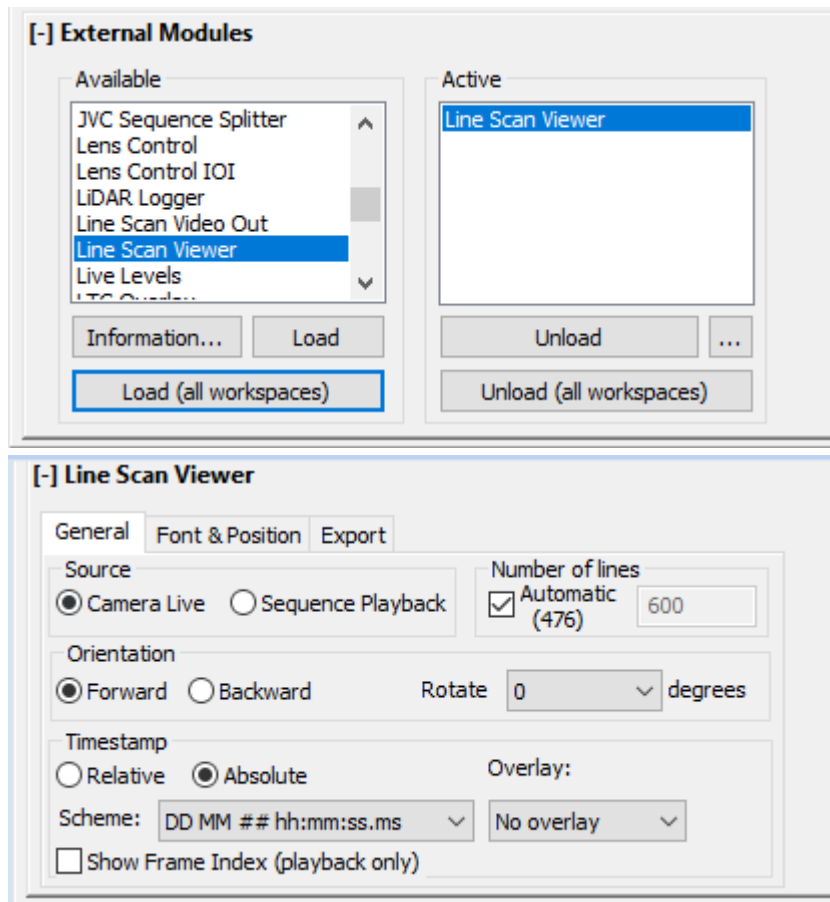 [-] External Modules
Available
JVC Sequence Splitter
Lens Control
Lens Control IOI
LiDAR Logger
Line Scan Video Out
Line Scan Viewer
Live Levels
Information...
Load
Load (all workspaces)
Active
Line Scan Viewer
Unload
...
Unload (all workspaces)
[-] Line Scan Viewer
General Font & Position Export
Source
Camera Live Sequence Playback
Number of lines
Automatic
(476)
600
Orientation
Forward Backward Rotate 0 degrees
Timestamp
Relative Absolute
Overlay:
Scheme: DD MM ## hh:mm:ss.ms No overlay
Show Frame Index (playback only)